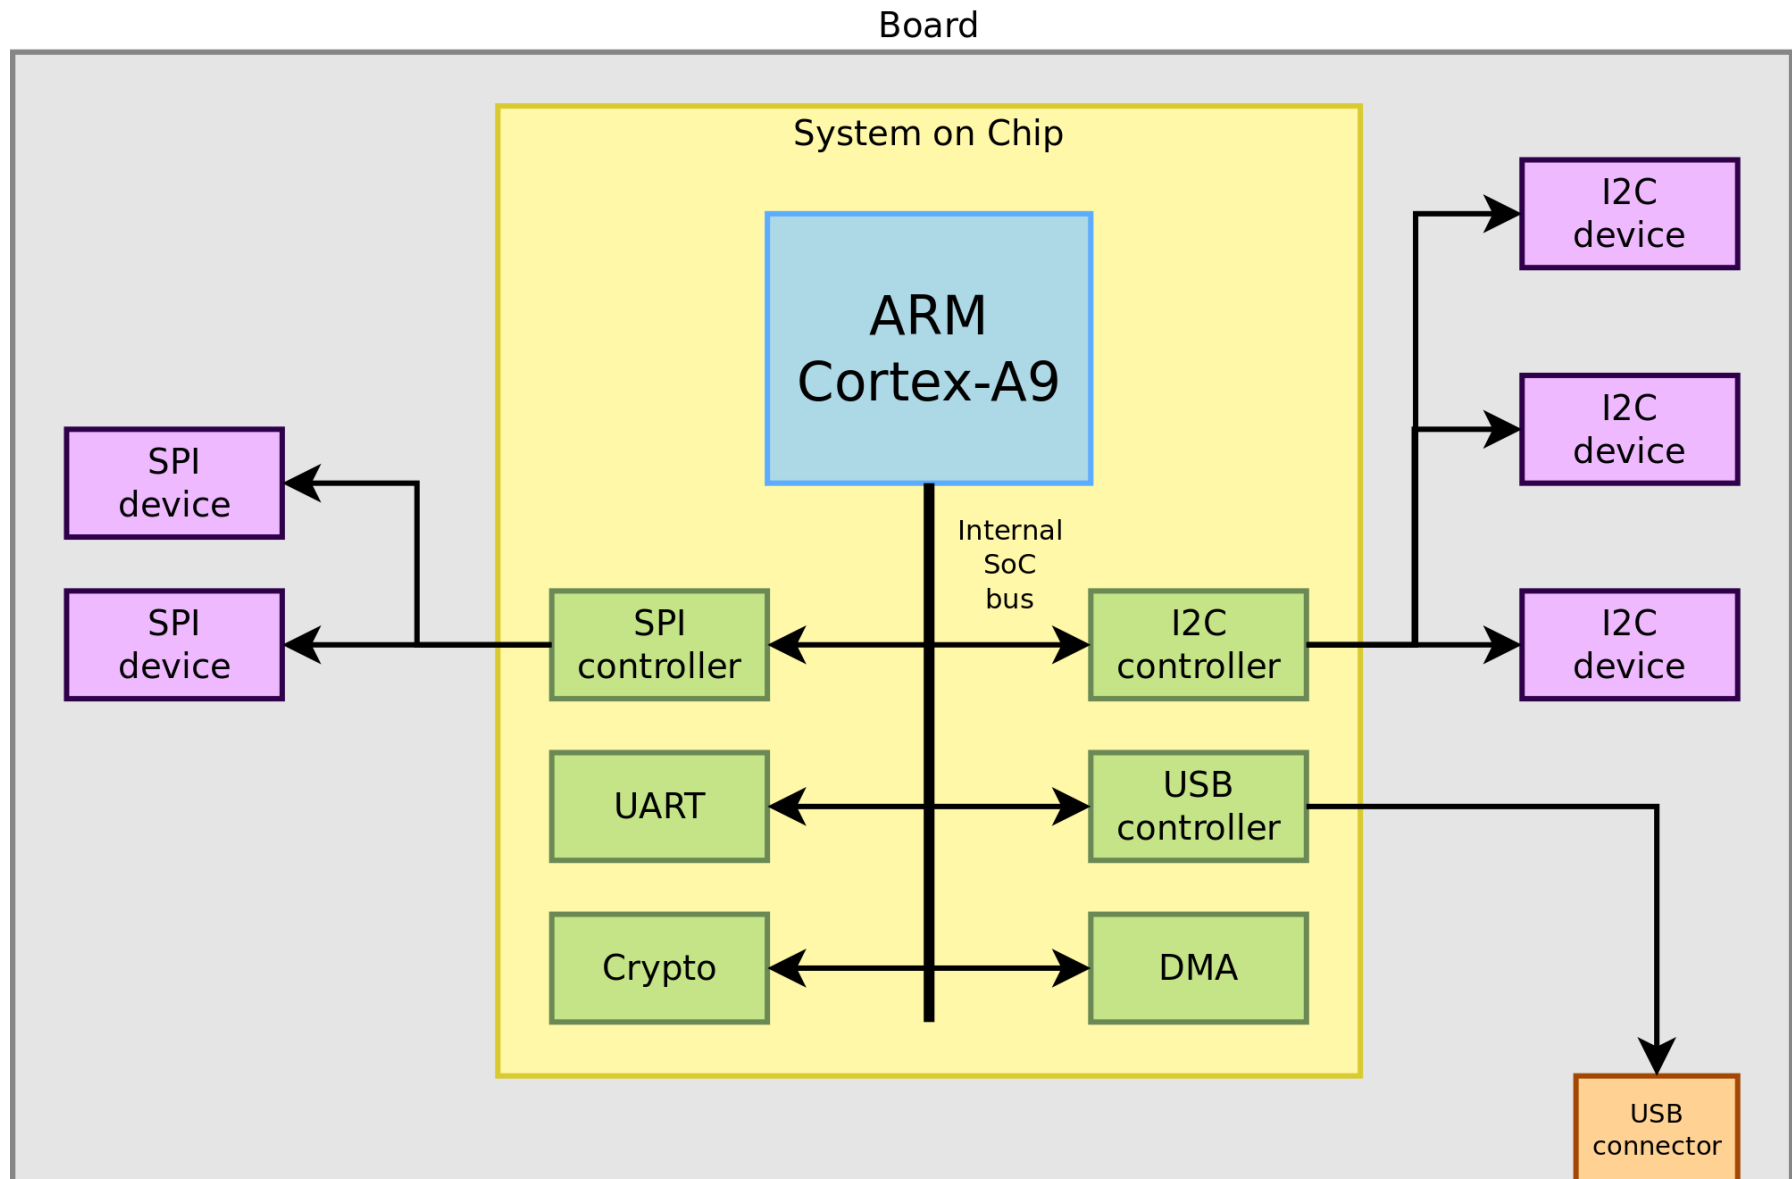 Board
System on Chip
ARM
Cortex-A9
Internal
SoC
bus
I2C
device
I2C
device
I2C
device
SPI
device
SPI
device
SPI
controller
I2C
controller
UART
USB
controller
Crypto
DMA
USB
connector